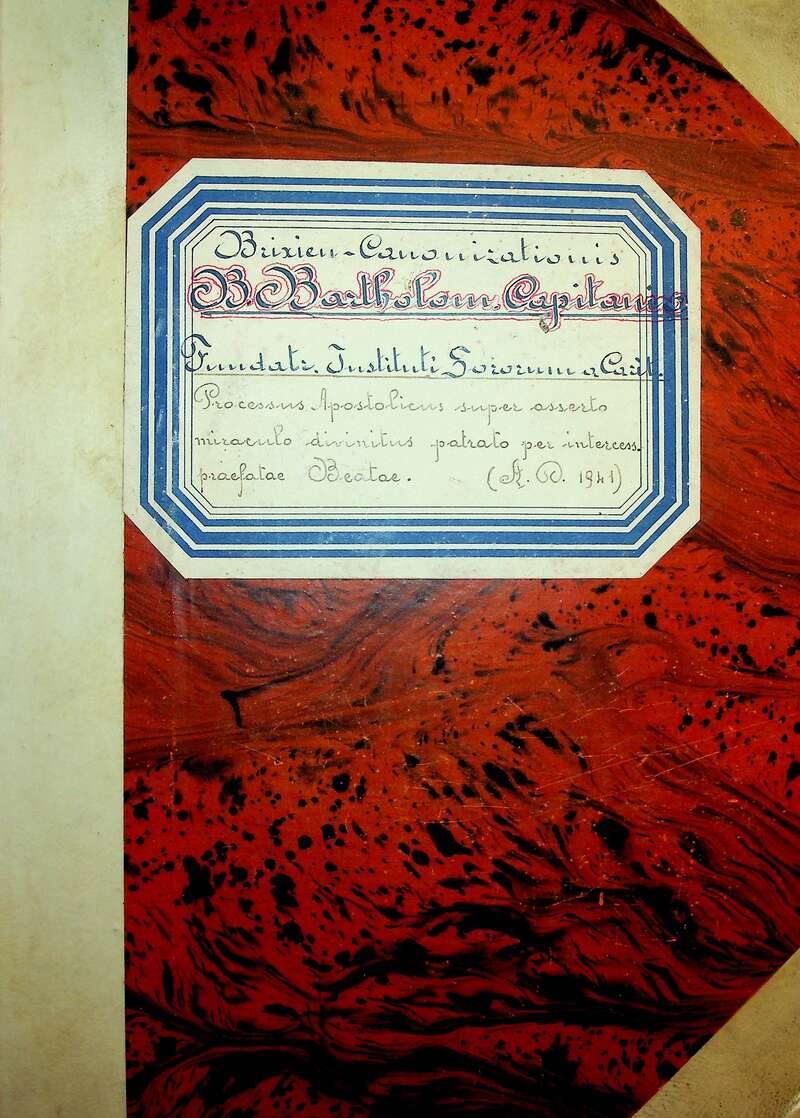 Brixien-Canonizationis
B. Bartholom. Capitanio
Fundatr. Instituti Sororum a Carit.
Processus Apostolicus super asserto
miraculo divinitus patrato per intercess.
praefatae Beatae. (A. D. 1941)